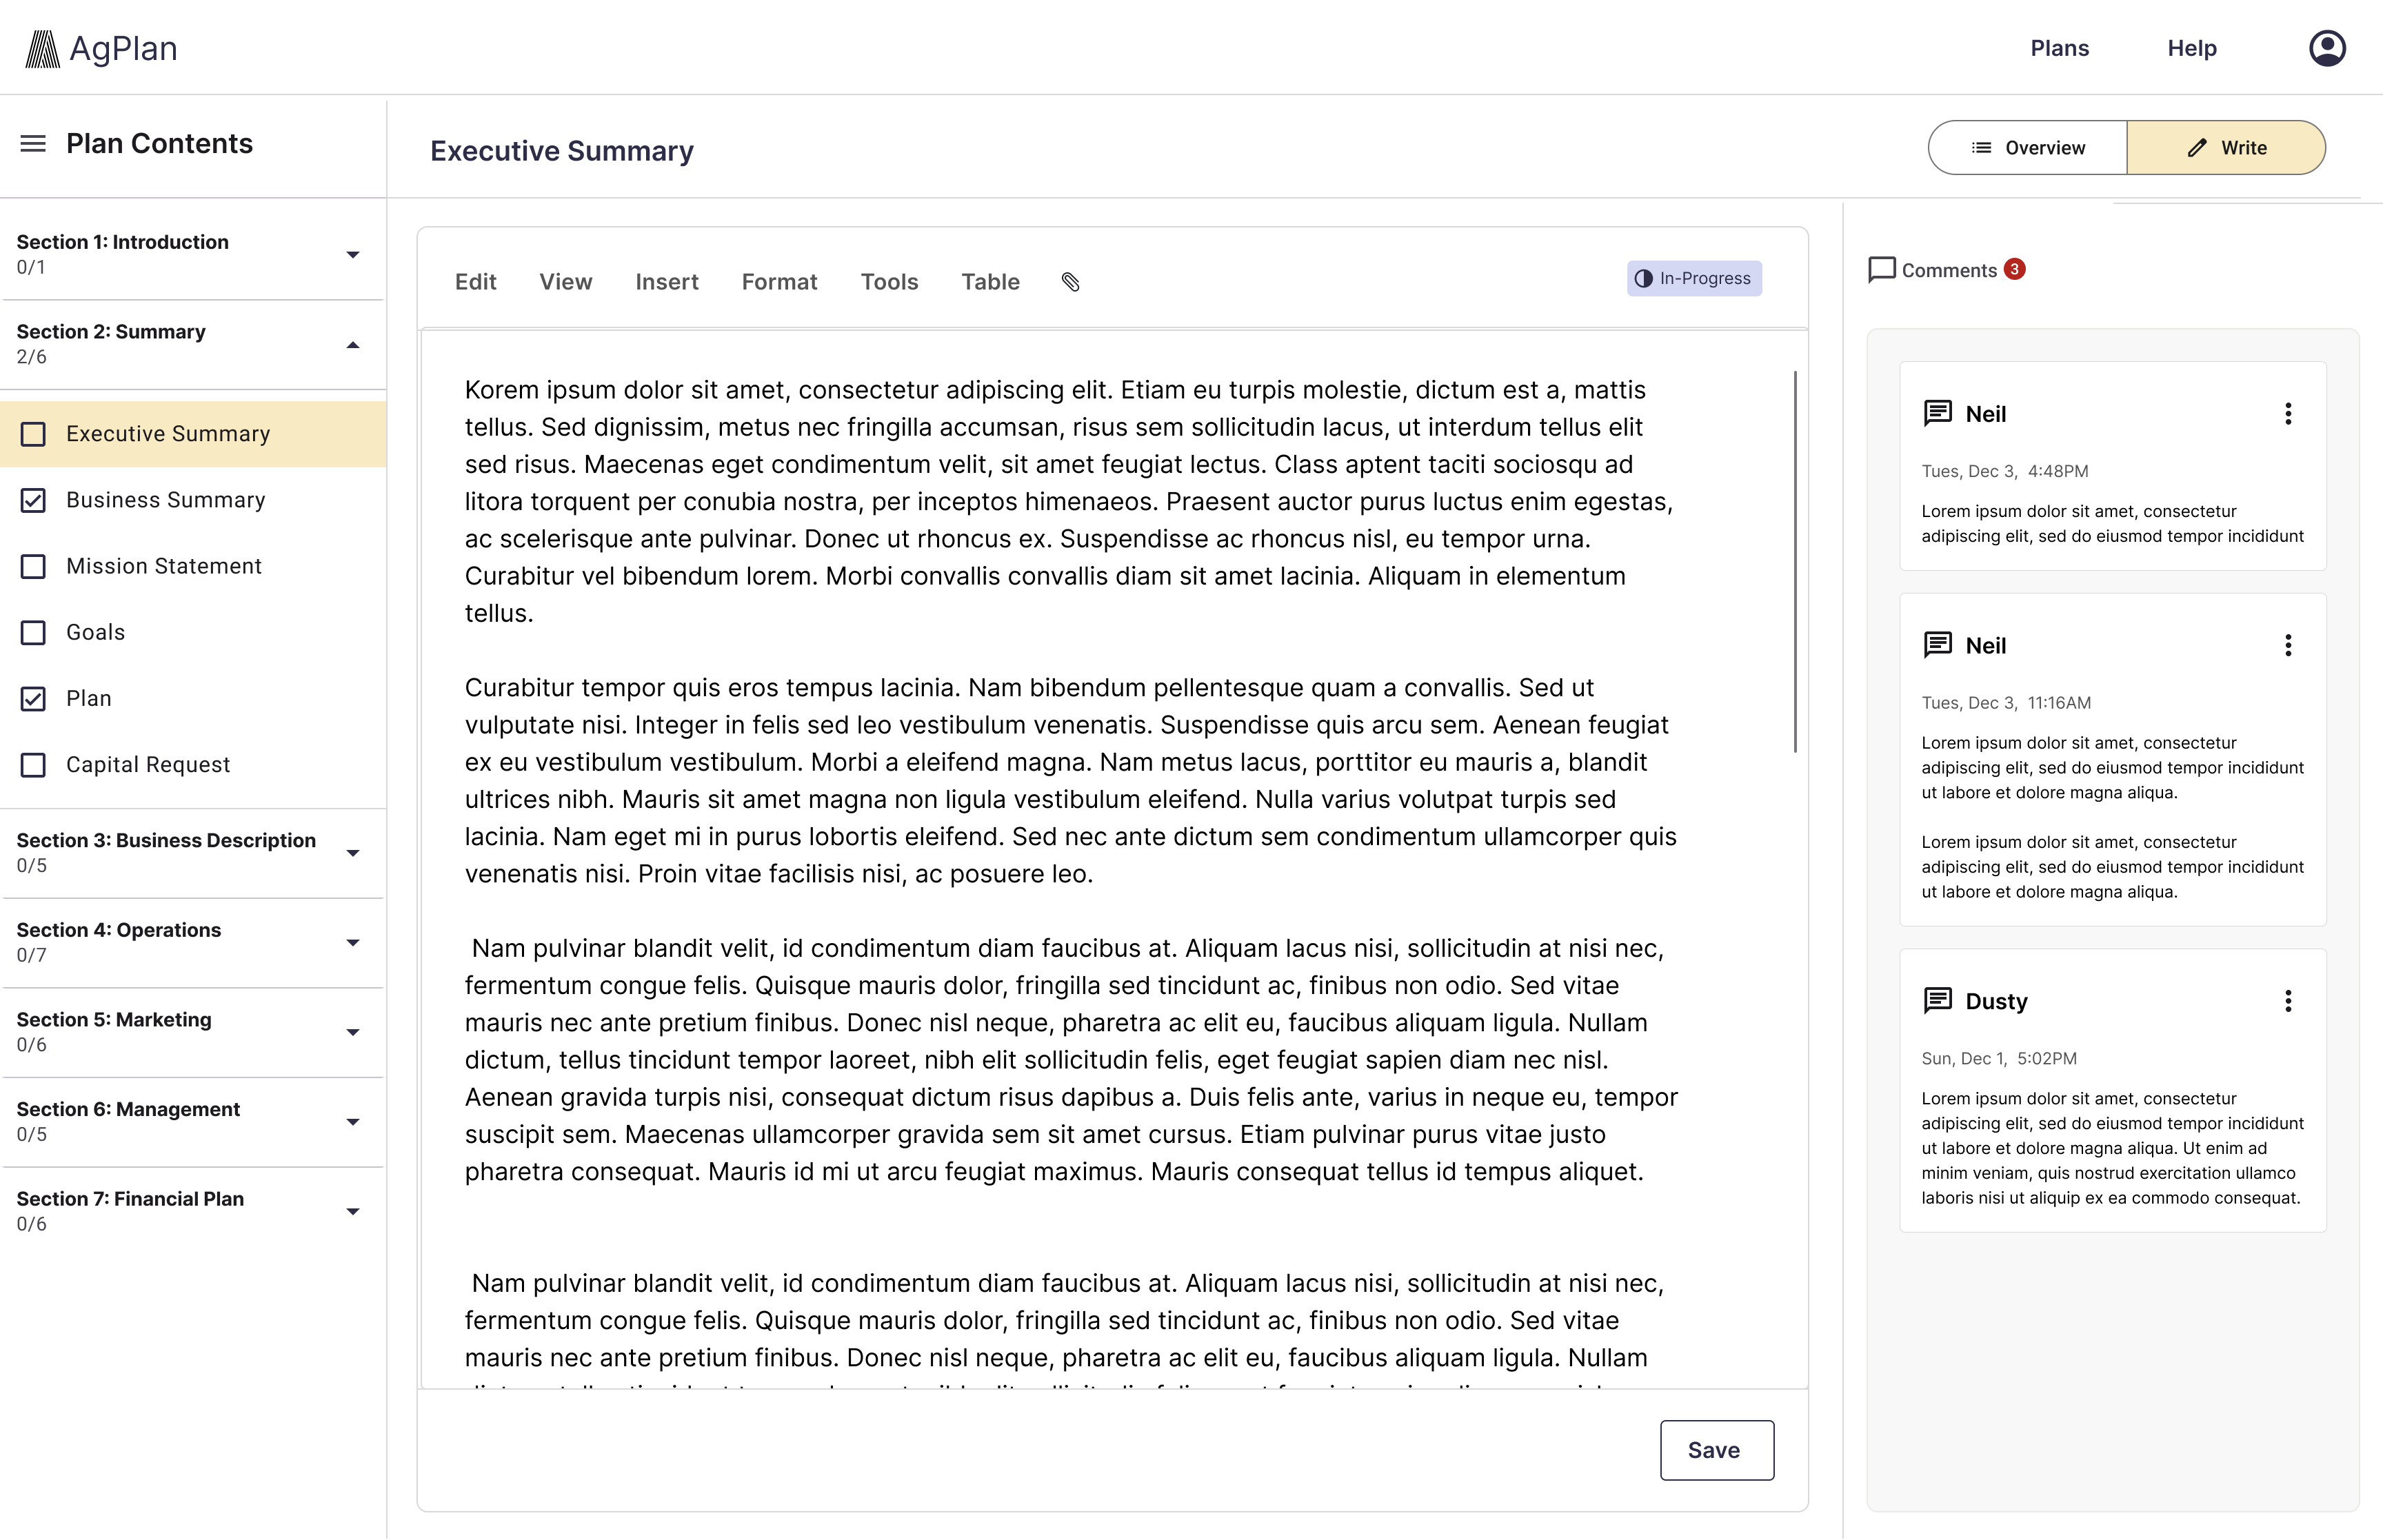 AgPlan
Plans
Help
Plan Contents
Executive Summary
Overview
Write
Section 1: Introduction
0/1
Section 2: Summary
2/6
Executive Summary
Business Summary
Mission Statement
Goals
Plan
Capital Request
Section 3: Business Description
0/5
Section 4: Operations
0/7
Section 5: Marketing
0/6
Section 6: Management
0/5
Section 7: Financial Plan
0/6
Edit
View
Insert
Format
Tools
Table
In-Progress
Korem ipsum dolor sit amet, consectetur adipiscing elit. Etiam eu turpis molestie, dictum est a, mattis
tellus. Sed dignissim, metus nec fringilla accumsan, risus sem sollicitudin lacus, ut interdum tellus elit
sed risus. Maecenas eget condimentum velit, sit amet feugiat lectus. Class aptent taciti sociosqu ad
litora torquent per conubia nostra, per inceptos himenaeos. Praesent auctor purus luctus enim egestas,
ac scelerisque ante pulvinar. Donec ut rhoncus ex. Suspendisse ac rhoncus nisl, eu tempor urna.
Curabitur vel bibendum lorem. Morbi convallis convallis diam sit amet lacinia. Aliquam in elementum
tellus.
Curabitur tempor quis eros tempus lacinia. Nam bibendum pellentesque quam a convallis. Sed ut
vulputate nisi. Integer in felis sed leo vestibulum venenatis. Suspendisse quis arcu sem. Aenean feugiat
ex eu vestibulum vestibulum. Morbi a eleifend magna. Nam metus lacus, porttitor eu mauris a, blandit
ultrices nibh. Mauris sit amet magna non ligula vestibulum eleifend. Nulla varius volutpat turpis sed
lacinia. Nam eget mi in purus lobortis eleifend. Sed nec ante dictum sem condimentum ullamcorper quis
venenatis nisi. Proin vitae facilisis nisi, ac posuere leo.
Nam pulvinar blandit velit, id condimentum diam faucibus at. Aliquam lacus nisi, sollicitudin at nisi nec,
fermentum congue felis. Quisque mauris dolor, fringilla sed tincidunt ac, finibus non odio. Sed vitae
mauris nec ante pretium finibus. Donec nisl neque, pharetra ac elit eu, faucibus aliquam ligula. Nullam
dictum, tellus tincidunt tempor laoreet, nibh elit sollicitudin felis, eget feugiat sapien diam nec nisl.
Aenean gravida turpis nisi, consequat dictum risus dapibus a. Duis felis ante, varius in neque eu, tempor
suscipit sem. Maecenas ullamcorper gravida sem sit amet cursus. Etiam pulvinar purus vitae justo
pharetra consequat. Mauris id mi ut arcu feugiat maximus. Mauris consequat tellus id tempus aliquet.
Nam pulvinar blandit velit, id condimentum diam faucibus at. Aliquam lacus nisi, sollicitudin at nisi nec,
fermentum congue felis. Quisque mauris dolor, fringilla sed tincidunt ac, finibus non odio. Sed vitae
mauris nec ante pretium finibus. Donec nisl neque, pharetra ac elit eu, faucibus aliquam ligula. Nullam
Save
Comments 3
Neil
Tues, Dec 3, 4:48PM
Lorem ipsum dolor sit amet, consectetur
adipiscing elit, sed do eiusmod tempor incididunt
Neil
Tues, Dec 3, 11:16AM
Lorem ipsum dolor sit amet, consectetur
adipiscing elit, sed do eiusmod tempor incididunt
ut labore et dolore magna aliqua.
Lorem ipsum dolor sit amet, consectetur
adipiscing elit, sed do eiusmod tempor incididunt
ut labore et dolore magna aliqua.
Dusty
Sun, Dec 1, 5:02PM
Lorem ipsum dolor sit amet, consectetur
adipiscing elit, sed do eiusmod tempor incididunt
ut labore et dolore magna aliqua. Ut enim ad
minim veniam, quis nostrud exercitation ullamco
laboris nisi ut aliquip ex ea commodo consequat.